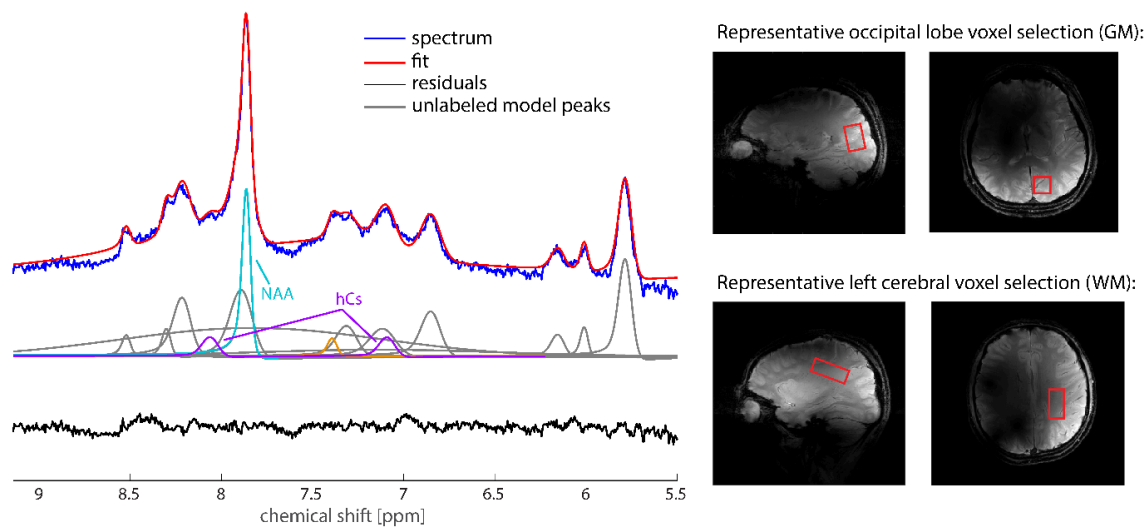 spectrum
fit
residuals
unlabeled model peaks
NAA
hCs
9 8.5 8 7.5 7 6.5 6 5.5
chemical shift [ppm]
Representative occipital lobe voxel selection (GM):
Representative left cerebral voxel selection (WM):